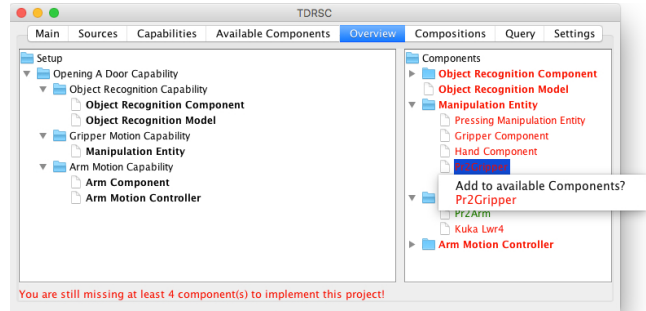 TDRSC
Main Sources Capabilities Available Components Overview Compositions Query Settings
Setup
Opening A Door Capability
Object Recognition Capability
Object Recognition Component
Object Recognition Model
Gripper Motion Capability
Manipulation Entity
Arm Motion Capability
Arm Component
Arm Motion Controller
Components
Object Recognition Component
Object Recognition Model
Manipulation Entity
Pressing Manipulation Entity
Gripper Component
Hand Component
Pr2Gripper
Add to available Components?
Pr2Gripper
Pr2Arm
Kuka Lwr4
Arm Motion Controller
You are still missing at least 4 component(s) to implement this project!